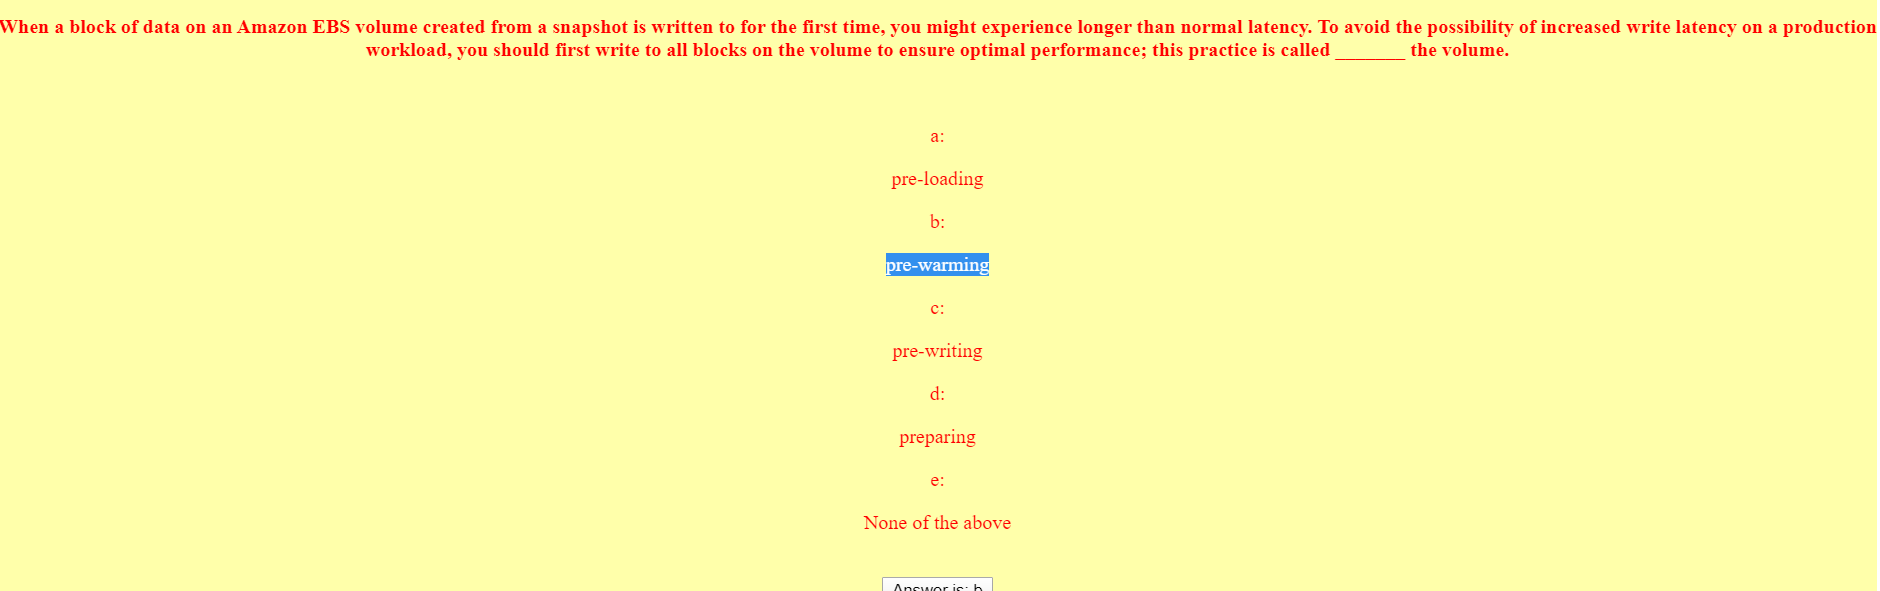 When a block of data on an Amazon EBS volume created from a snapshot is written to for the first time, you might experience longer than normal latency. To avoid the possibility of increased write latency on a production
workload, you should first write to all blocks on the volume to ensure optimal performance; this practice is called _______ the volume.
a:
pre-loading
b:
pre-warming
c:
pre-writing
d:
preparing
e:
None of the above
Answer is: b